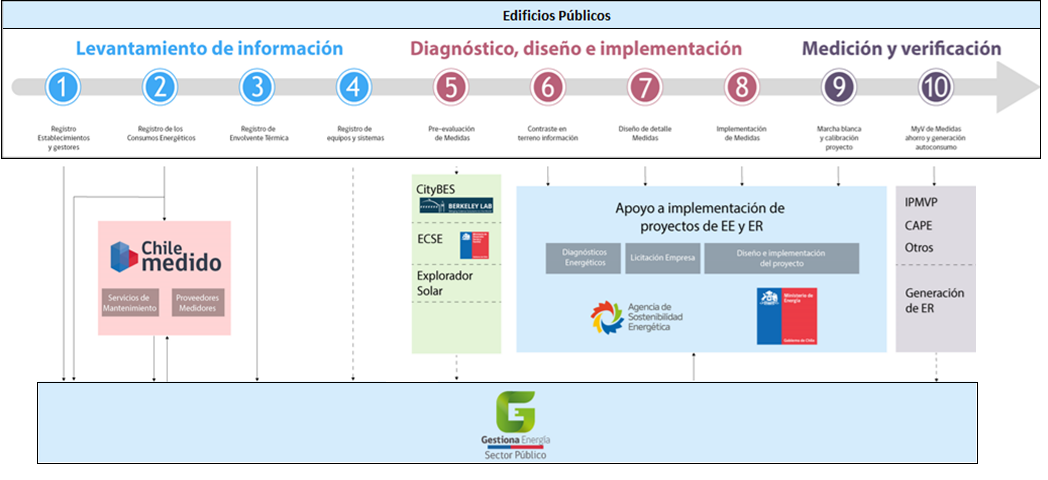 Edificios Públicos
Levantamiento de información
Diagnóstico, diseño e implementación
Medición y verificación
1
2
3
4
5
6
7
8
9
10
Registro
Establecimientos
y gestores
Registro de los
Consumos Energéticos
Registro de
Envolvente Térmica
Registro de
equipos y sistemas
Pre-evaluación
de Medidas
Contraste en
terreno información
Diseño de detalle
Medidas
Implementación
de Medidas
Marcha blanca
y calibración
proyecto
MyV de Medidas
ahorro y generación
autoconsumo
Chile
medido
Servicios de
Mantenimiento
Proveedores
Medidores
CityBES
BERKELEY LAB
ECSE
Explorador
Solar
Apoyo a implementación de
proyectos de EE y ER
Diagnósticos
Energéticos
Licitación Empresa
Diseño e implementación
del proyecto
Agencia de
Sostenibilidad
Energética
Ministerio de
Energía
Gobierno de Chile
IPMVP
CAPE
Otros
Generación
de ER
Gestiona Energía
Sector Público